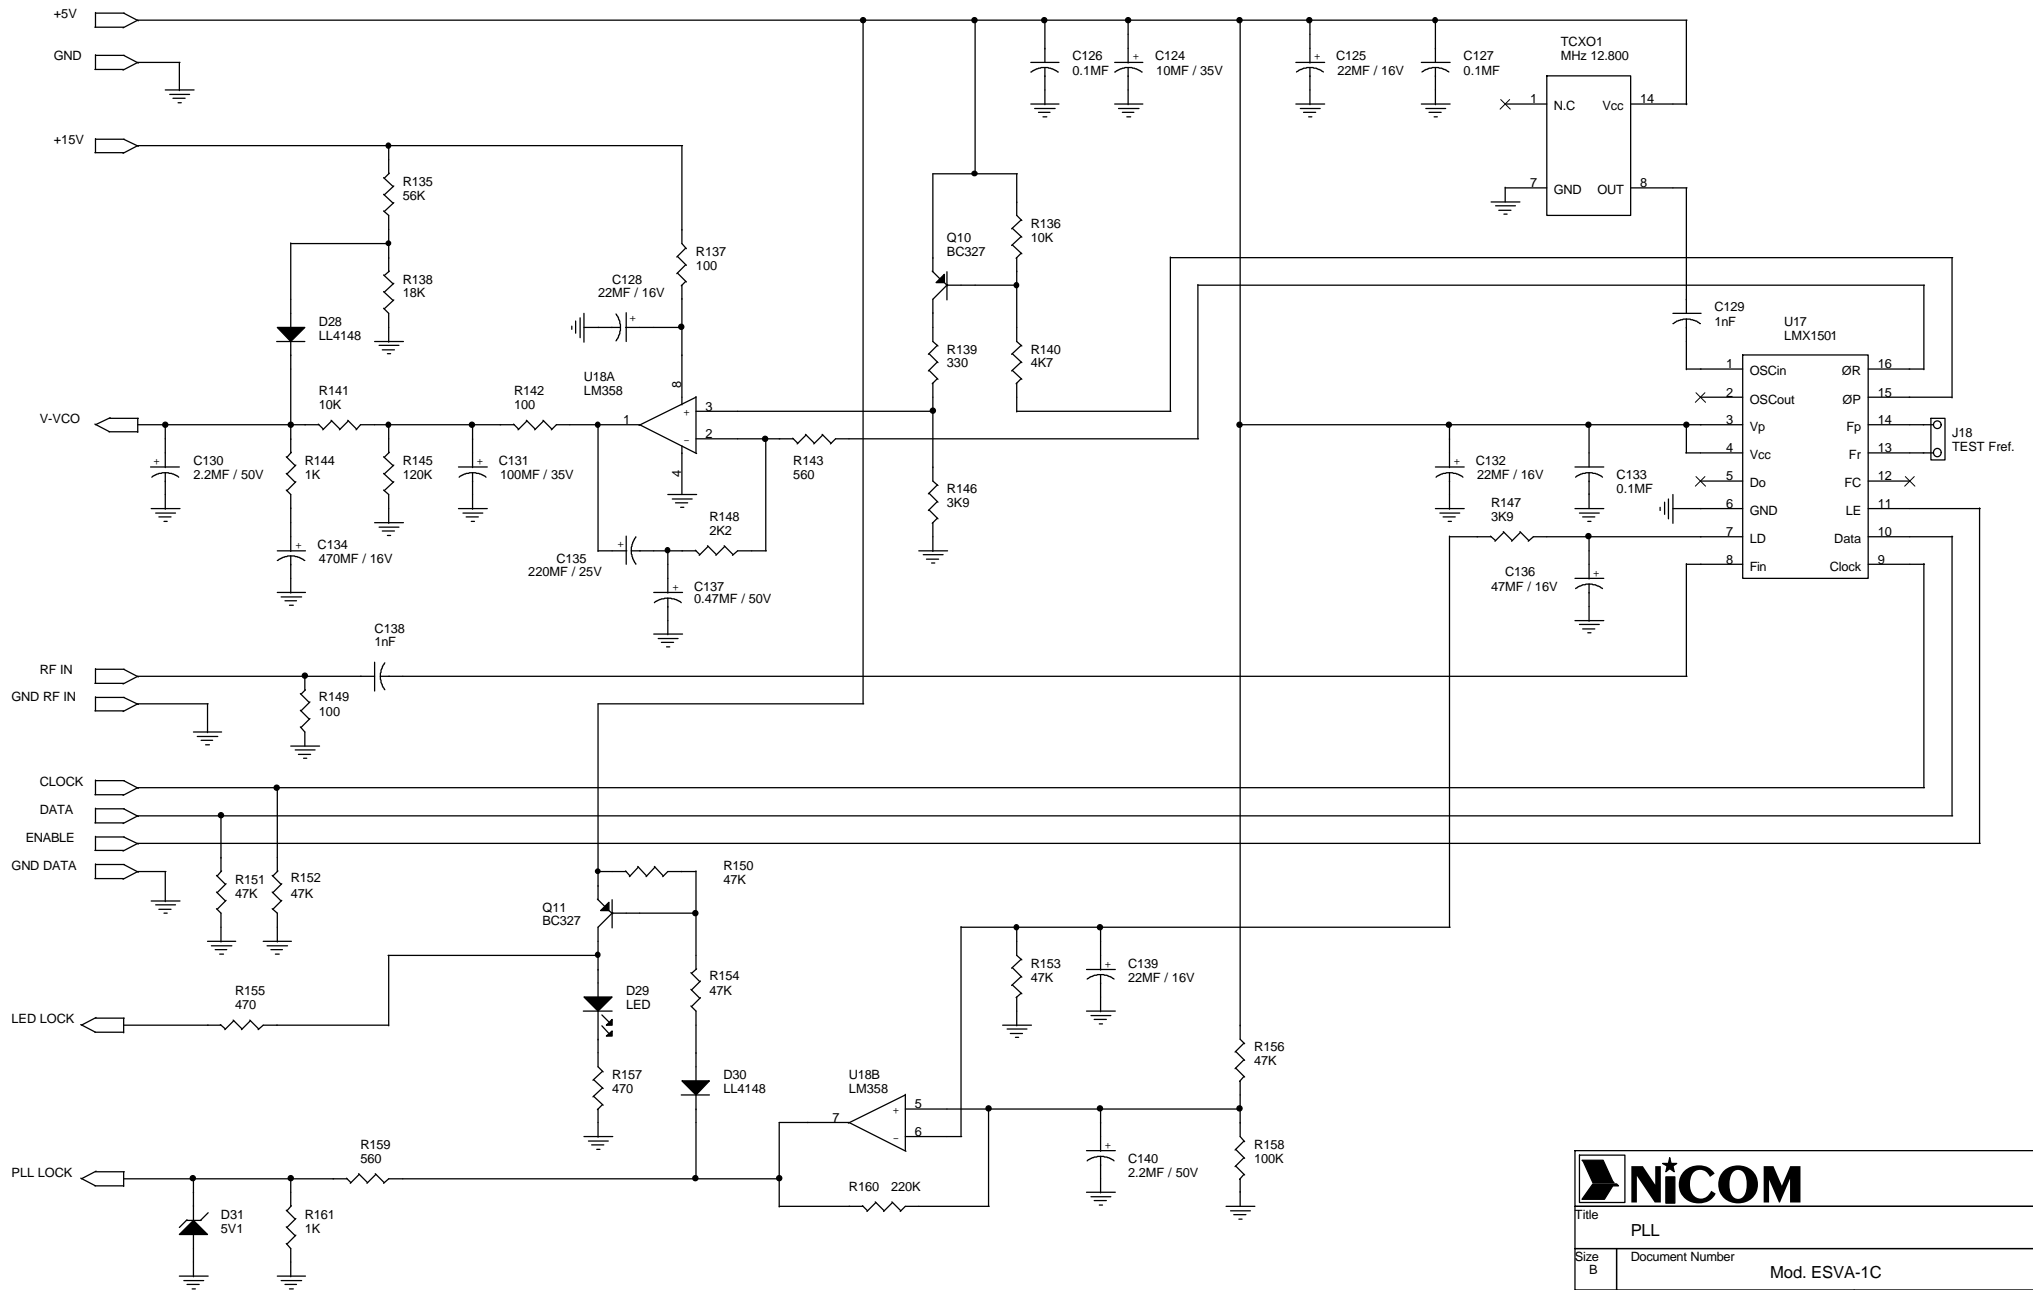 +5V
GND
C126
0.1MF
+
C124
10MF / 35V
+
C125
22MF / 16V
C127
0.1MF
TCXO1
MHz 12.800
1
N.C
Vcc
14
7
GND
OUT
8
+15V
R135
56K
R138
18K
R137
100
C128
22MF / 16V
+
Q10
BC327
R136
10K
R139
330
R140
4K7
C129
1nF
D28
LL4148
U18A
LM358
8
3
+
2
-
1
4
R141
10K
R142
100
V-VCO
+
C130
2.2MF / 50V
R144
1K
R145
120K
+
C131
100MF / 35V
R143
560
R146
3K9
R148
2K2
+
C135
220MF / 25V
+
C137
0.47MF / 50V
+
C134
470MF / 16V
U17
LMX1501
1
OSCin
ØR
16
2
OSCout
ØP
15
3
Vp
Fp
14
4
Vcc
Fr
13
5
Do
FC
12
6
GND
LE
11
7
LD
Data
10
8
Fin
Clock
9
J18
TEST Fref.
+
C132
22MF / 16V
C133
0.1MF
R147
3K9
+
C136
47MF / 16V
C138
1nF
RF IN
GND RF IN
R149
100
CLOCK
DATA
ENABLE
GND DATA
R151
47K
R152
47K
R150
47K
Q11
BC327
R154
47K
R153
47K
+
C139
22MF / 16V
R155
470
LED LOCK
D29
LED
R157
470
D30
LL4148
U18B
LM358
7
+
5
-
6
R156
47K
R158
100K
+
C140
2.2MF / 50V
R160 220K
R159
560
PLL LOCK
D31
5V1
R161
1K
NiCOM
Title
PLL
Size
B
Document Number
Mod. ESVA-1C